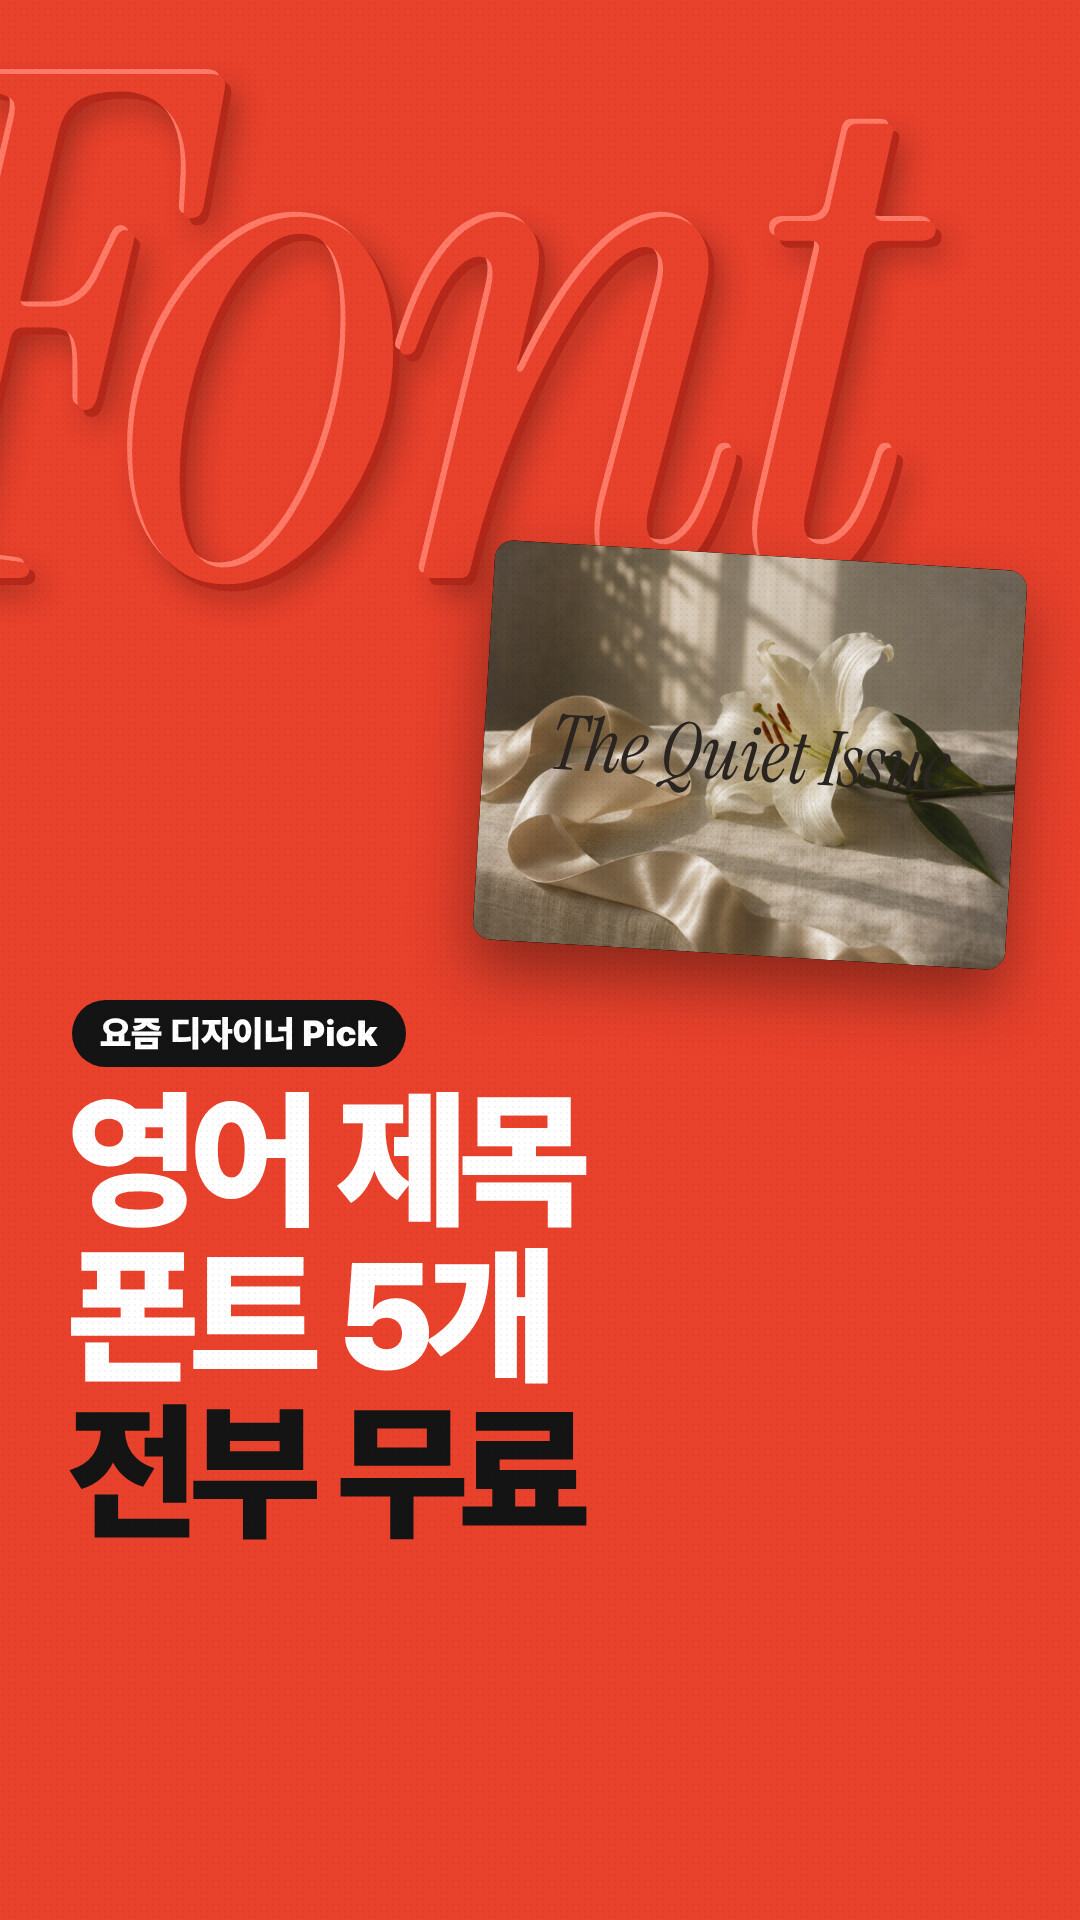 Font
The Quiet Issue
요즘 디자이너 Pick
영어 제목
폰트 5개
전부 무료